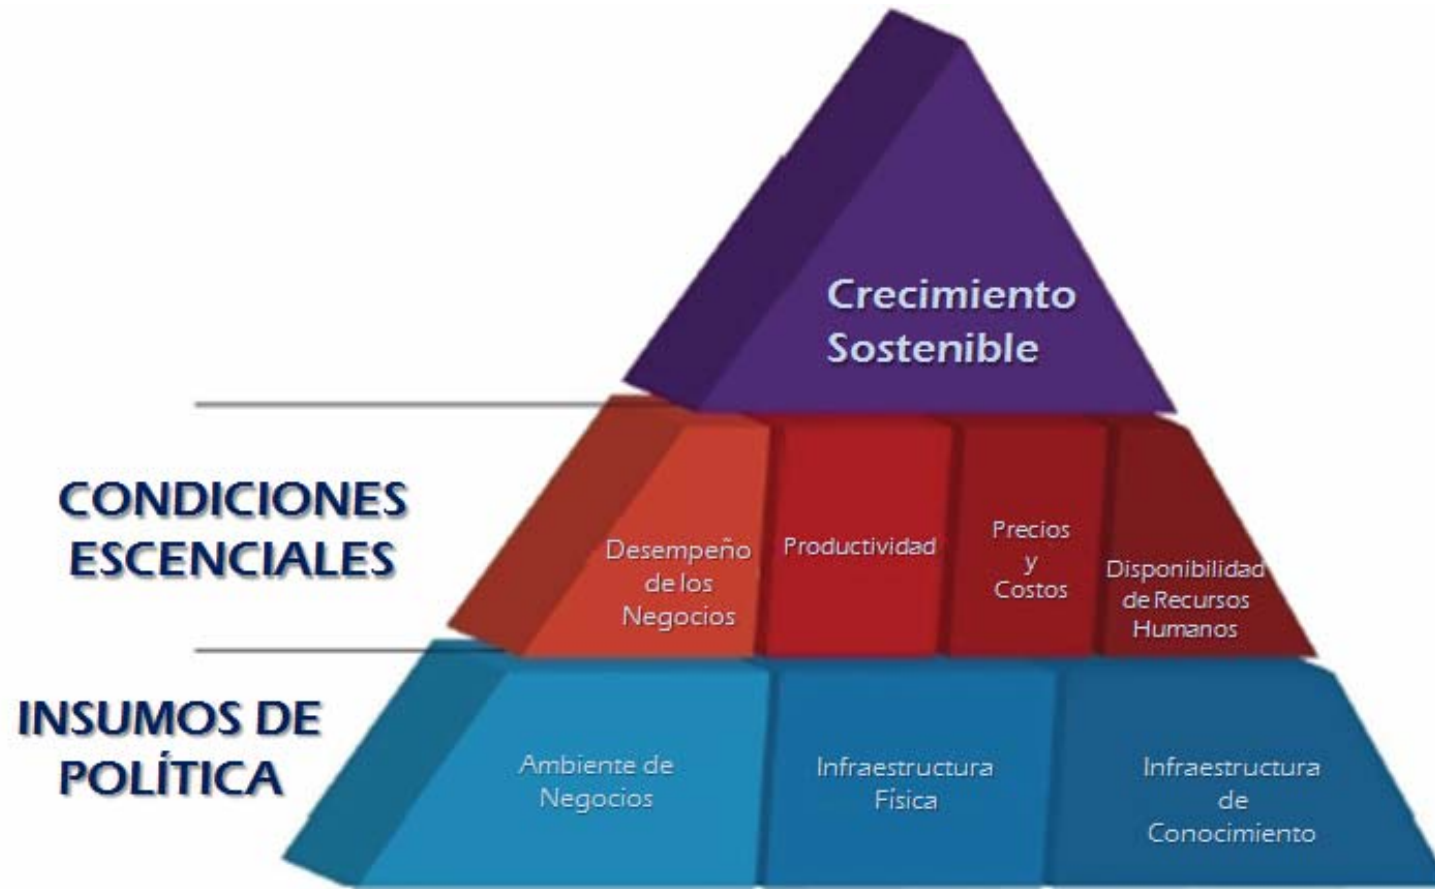 Crecimiento
Sostenible
CONDICIONES
ESCENCIALES
Desempeño
de los
Negocios
Productividad
Precios
y
Costos
Disponibilidad
de Recursos
Humanos
INSUMOS DE
POLÍTICA
Ambiente de
Negocios
Infraestructura
Física
Infraestructura
de
Conocimiento